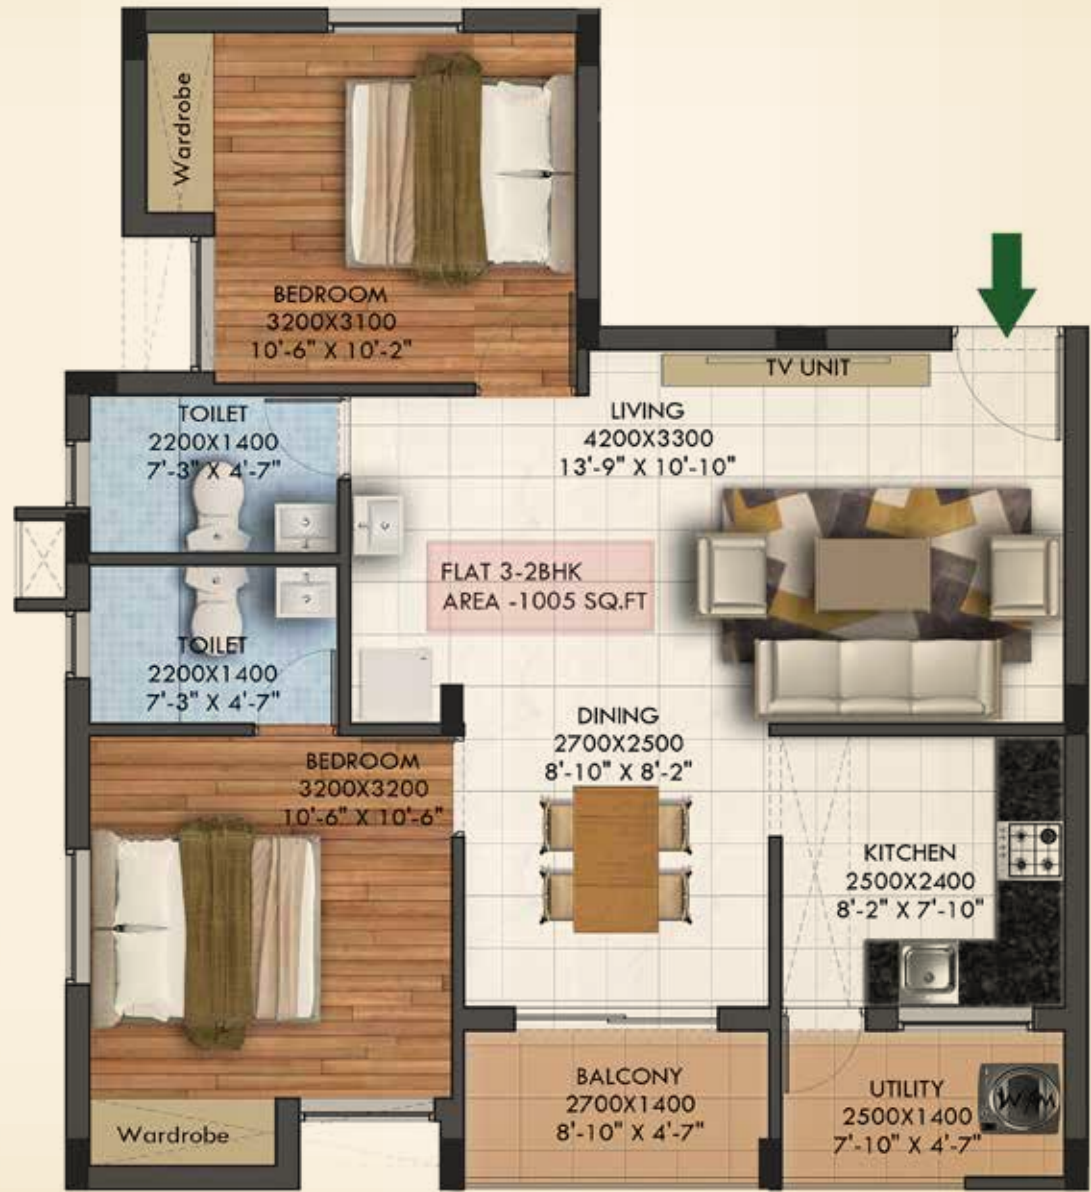 Wardrobe
BEDROOM
3200X3100
10'-6" X 10'-2"
TV UNIT
TOILET
2200X1400
7'-3" X 4'-7"
LIVING
4200X3300
13'-9" X 10'-10"
FLAT 3-2BHK
AREA -1005 SQ.FT
TOILET
2200X1400
7'-3" X 4'-7"
DINING
2700X2500
8'-10" X 8'-2"
BEDROOM
3200X3200
10'-6" X 10'-6"
KITCHEN
2500X2400
8'-2" X 7'-10"
BALCONY
2700X1400
8'-10" X 4'-7"
UTILITY
2500X1400
7'-10" X 4'-7"
W/M
Wardrobe